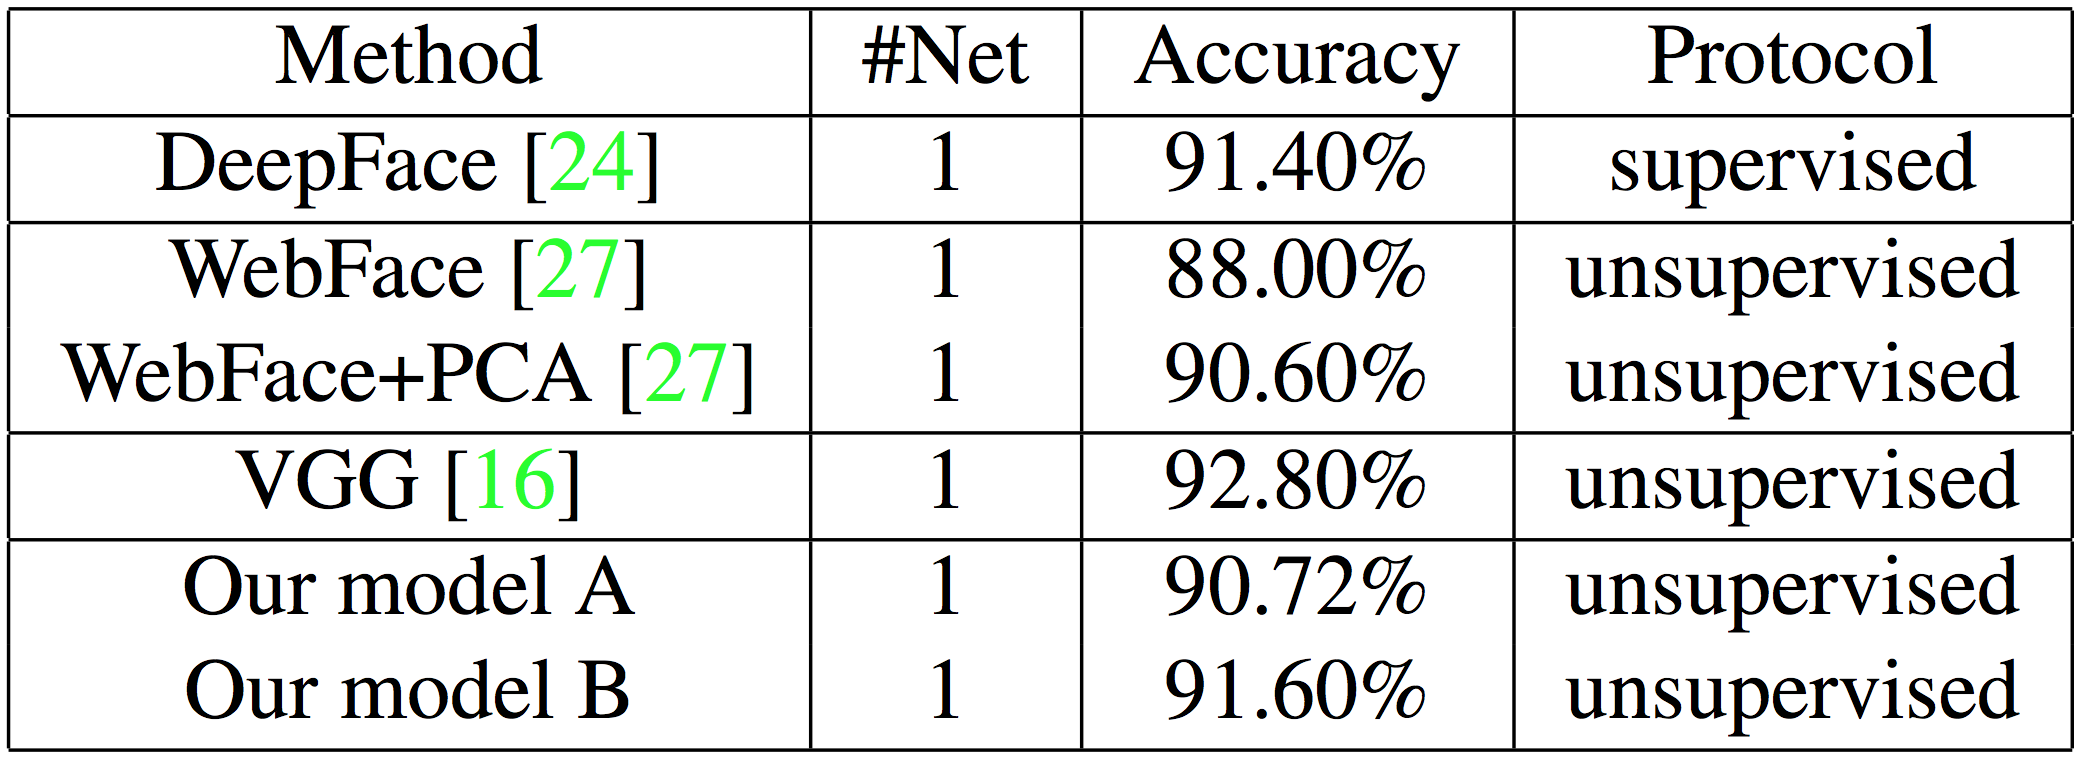 Method #Net Accuracy Protocol
DeepFace [24] 1 91.40% supervised
WebFace [27] 1 88.00% unsupervised
WebFace+PCA [27] 1 90.60% unsupervised
VGG [16] 1 92.80% unsupervised
Our model A 1 90.72% unsupervised
Our model B 1 91.60% unsupervised